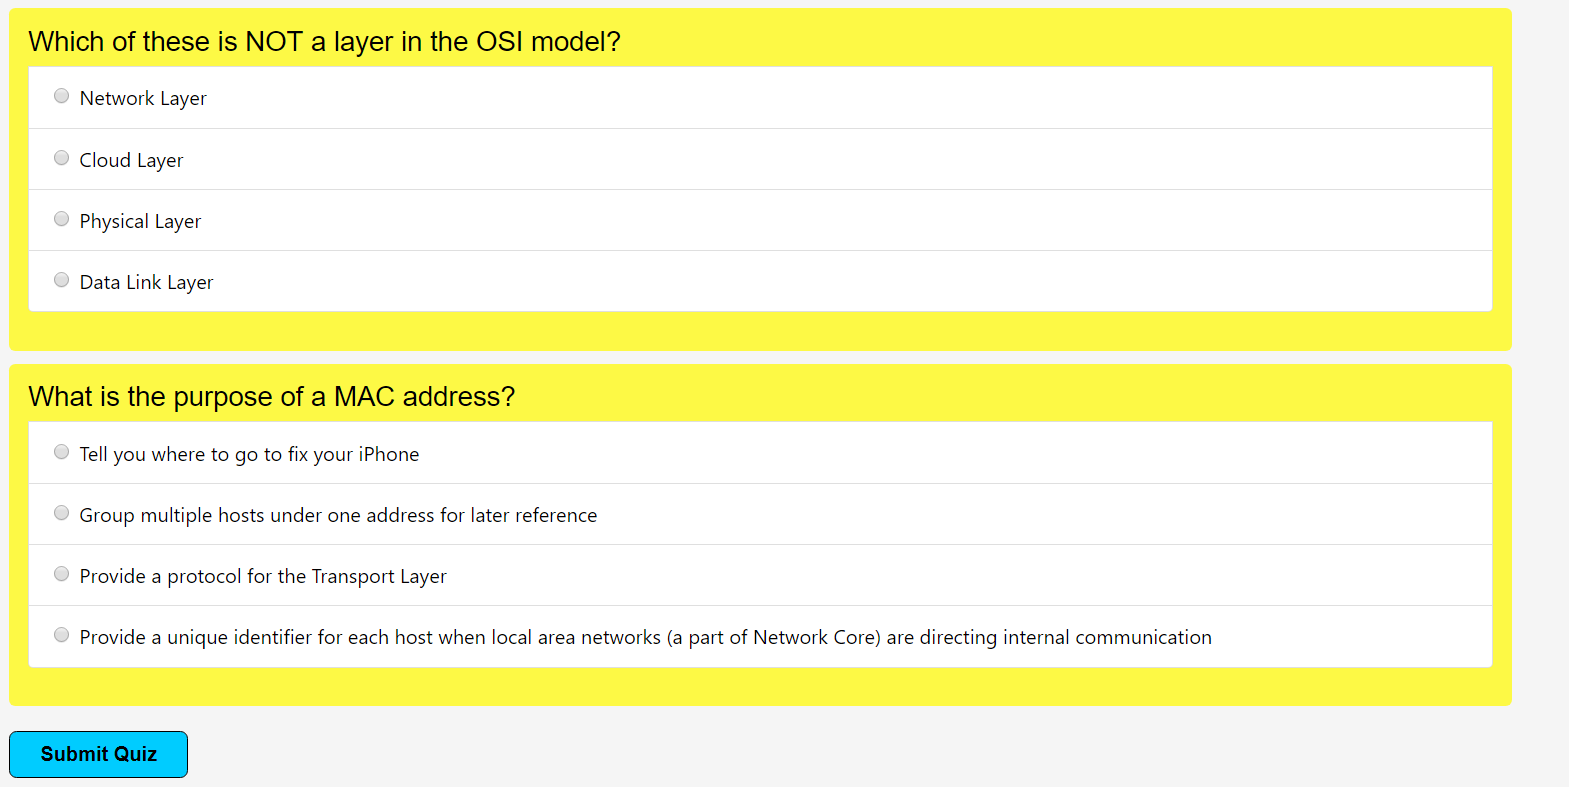 Which of these is NOT a layer in the OSI model?
Network Layer
Cloud Layer
Physical Layer
Data Link Layer
What is the purpose of a MAC address?
Tell you where to go to fix your iPhone
Group multiple hosts under one address for later reference
Provide a protocol for the Transport Layer
Provide a unique identifier for each host when local area networks (a part of Network Core) are directing internal communication
Submit Quiz